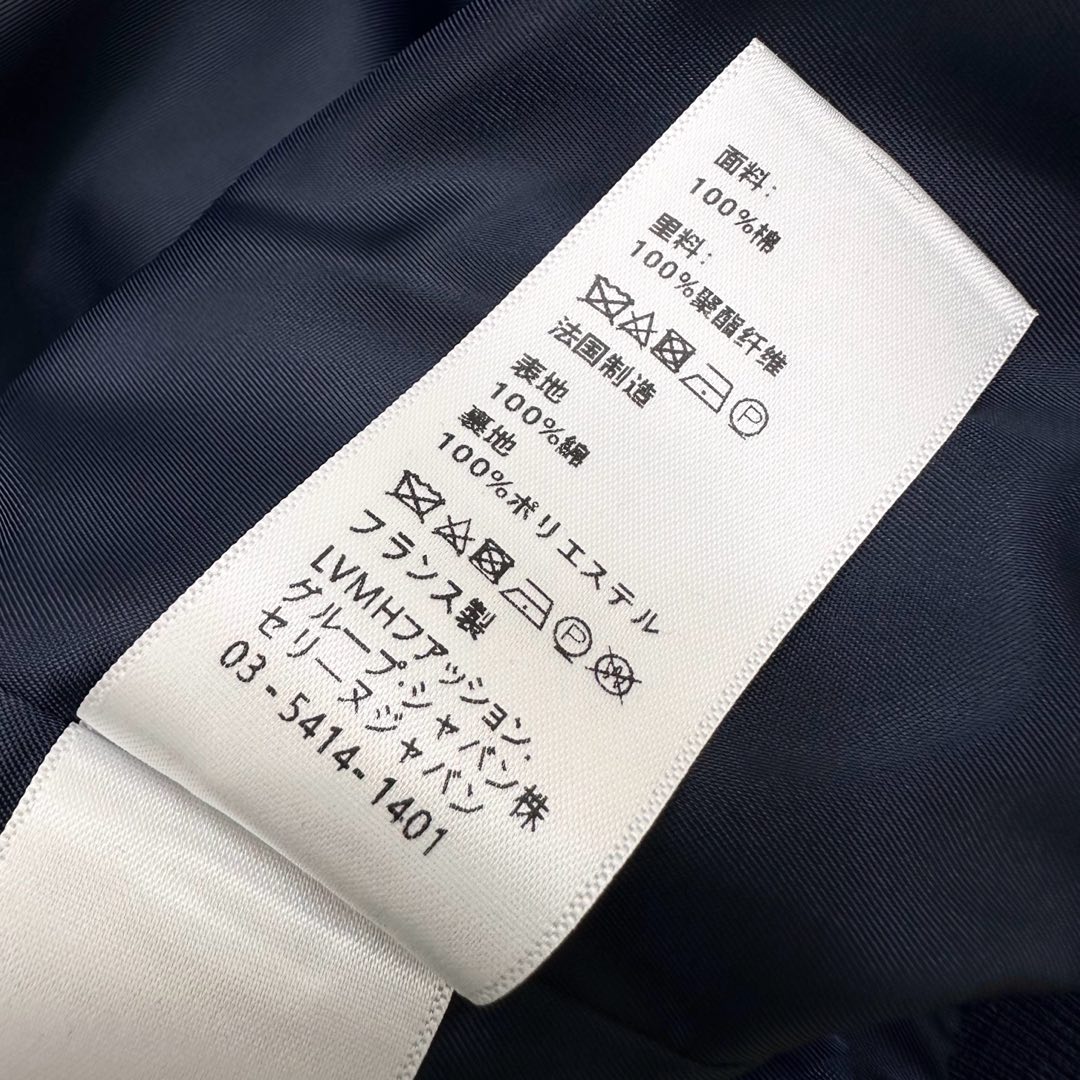 面料:
100%棉
里料:
100%聚酯纤维
法国制造
表地
100%綿
裏地
100%ポリエステル
フランス製
LVMHファッション.
グループ･ジャパン株
セリーヌジャパン
03-5414-1401